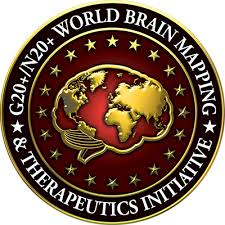 G20+/N20+ WORLD BRAIN MAPPING
& THERAPEUTICS INITIATIVE